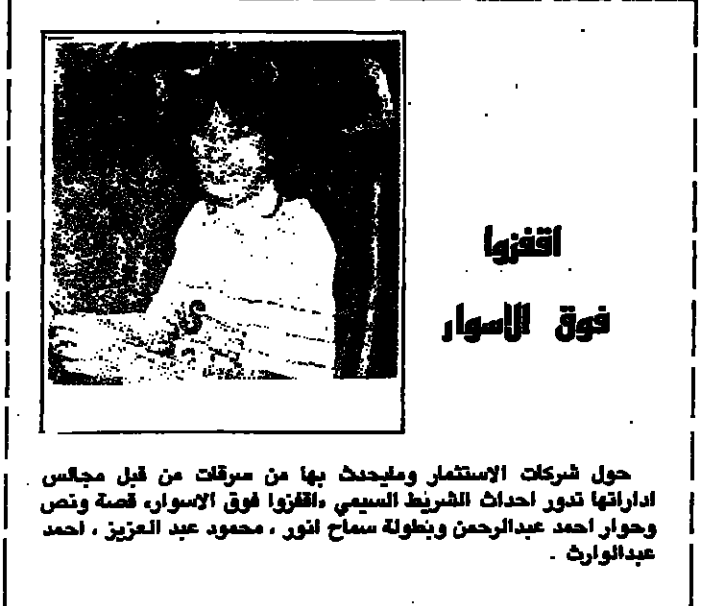 اقفزوا
فوق الاسوار
حول شركات الاستثمار ومايحدث بها من سرقات من قبل مجالس
اداراتها تدور احداث الشريط السيمي «اقفزوا فوق الاسوار» قصة ونص
وحوار احمد عبدالرحمن وبطولة سماح انور ، محمود عبد العزيز ، احمد
عبدالوارث .